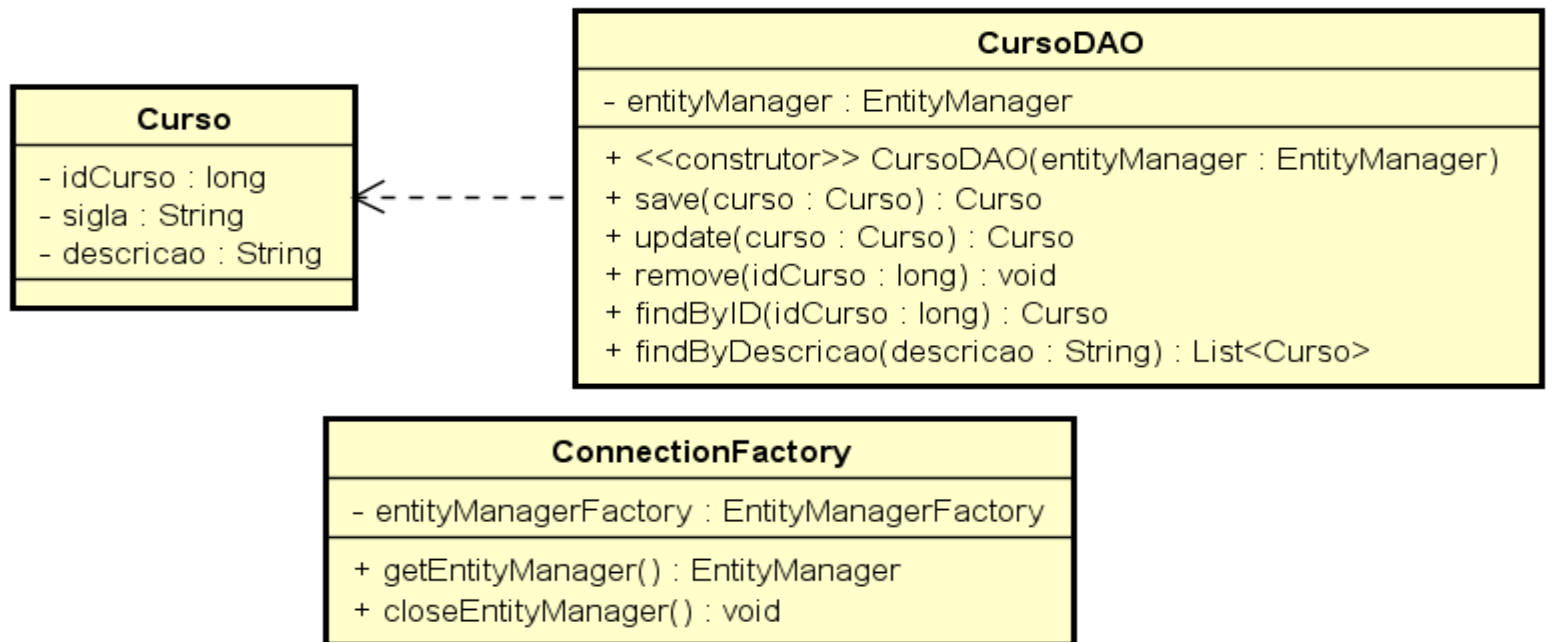 Curso
- idCurso : long
- sigla : String
- descricao : String
CursoDAO
- entityManager : EntityManager
+ <<construtor>> CursoDAO(entityManager : EntityManager)
+ save(curso : Curso) : Curso
+ update(curso : Curso) : Curso
+ remove(idCurso : long) : void
+ findByID(idCurso : long) : Curso
+ findByDescricao(descricao : String) : List<Curso>
ConnectionFactory
- entityManagerFactory : EntityManagerFactory
+ getEntityManager() : EntityManager
+ closeEntityManager() : void